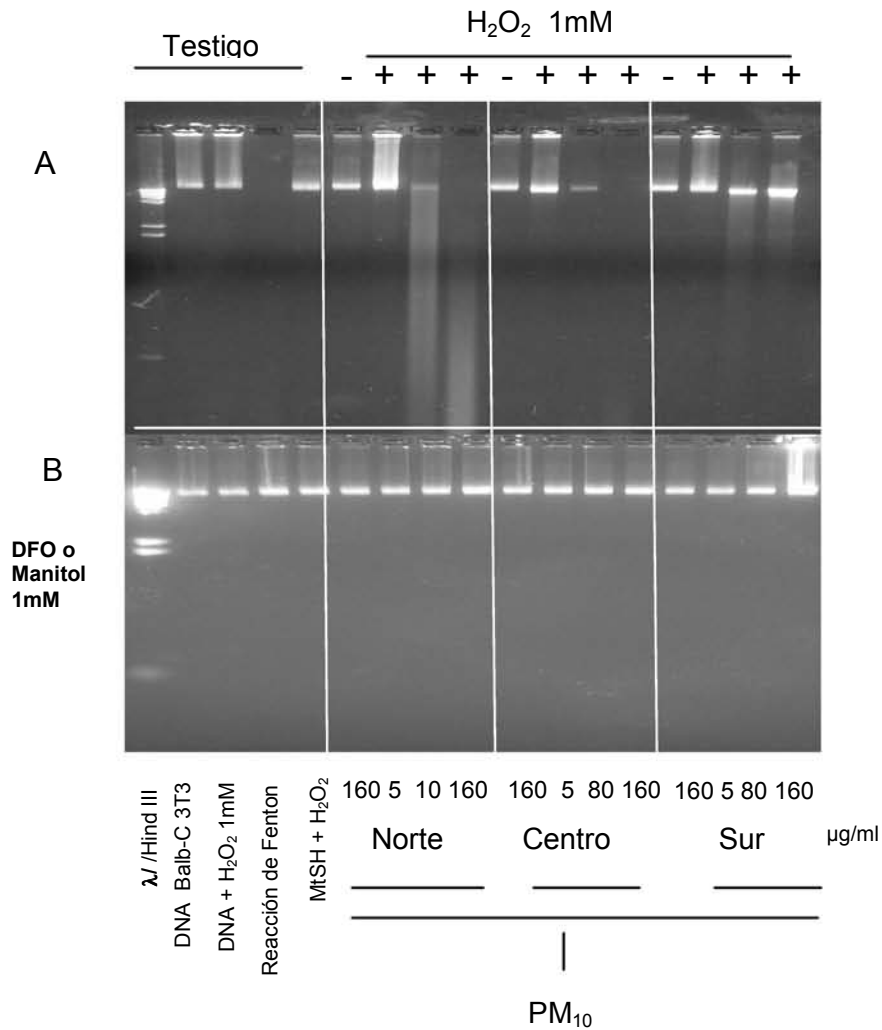 Testigo
H₂O₂ 1mM
- + + + - + + + - + + +
A
B
DFO o
Manitol
1mM
λ/ /Hind III
DNA Balb-C 3T3
DNA + H₂O₂ 1mM
Reacción de Fenton
MtSH + H₂O₂
160 5 10 160 160 5 80 160 160 5 80 160
Norte Centro Sur µg/ml
PM₁₀